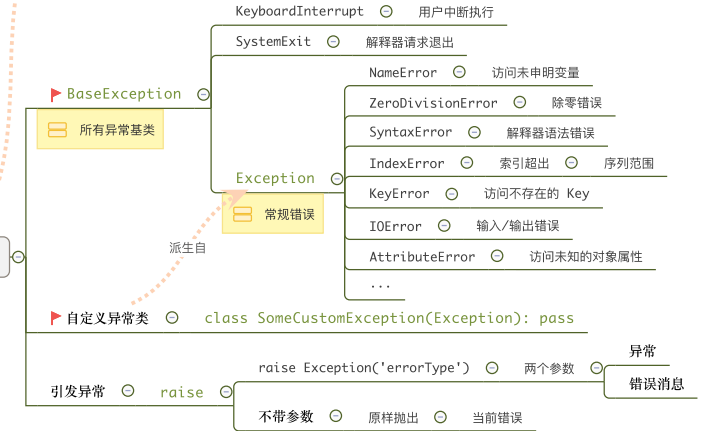 KeyboardInterrupt 用户中断执行
SystemExit 解释器请求退出
BaseException
所有异常基类
NameError 访问未申明变量
ZeroDivisionError 除零错误
SyntaxError 解释器语法错误
IndexError 索引超出 序列范围
Exception
常规错误
KeyError 访问不存在的 Key
IOError 输入/输出错误
AttributeError 访问未知的对象属性
...
派生自
自定义异常类 class SomeCustomException(Exception): pass
引发异常 raise
raise Exception('errorType') 两个参数
异常
错误消息
不带参数 原样抛出 当前错误